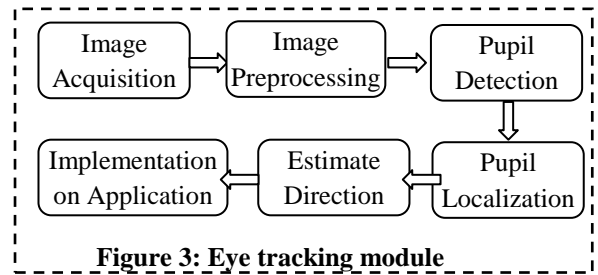 Image
Acquisition
Image
Preprocessing
Pupil
Detection
Implementation
on Application
Estimate
Direction
Pupil
Localization
Figure 3: Eye tracking module